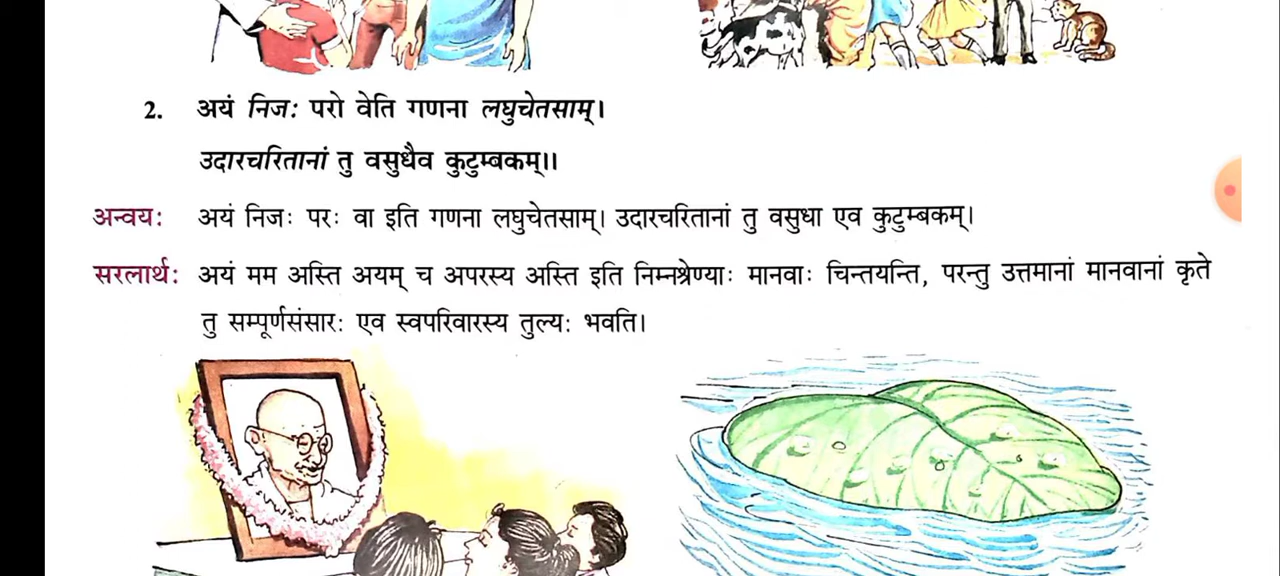 2. अयं निजः परो वेति गणना लघुचेतसाम्।
उदारचरितानां तु वसुधैव कुटुम्बकम्॥
अन्वयः अयं निजः परः वा इति गणना लघुचेतसाम्। उदारचरितानां तु वसुधा एव कुटुम्बकम्।
सरलार्थः अयं मम अस्ति अयम् च अपरस्य अस्ति इति निम्नश्रेण्याः मानवाः चिन्तयन्ति, परन्तु उत्तमानां मानवानां कृते
तु सम्पूर्णसंसारः एव स्वपरिवारस्य तुल्यः भवति।